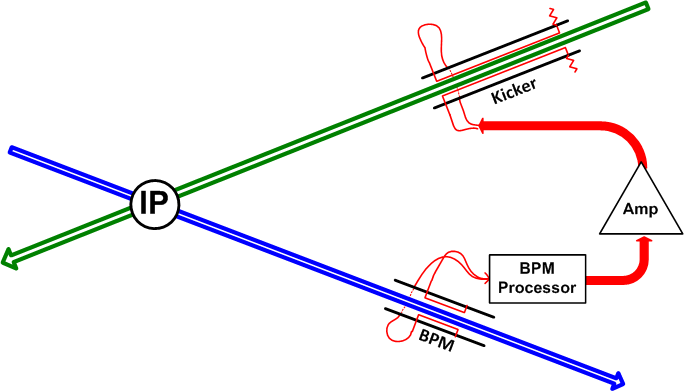 Kicker
IP
Amp
BPM
Processor
BPM